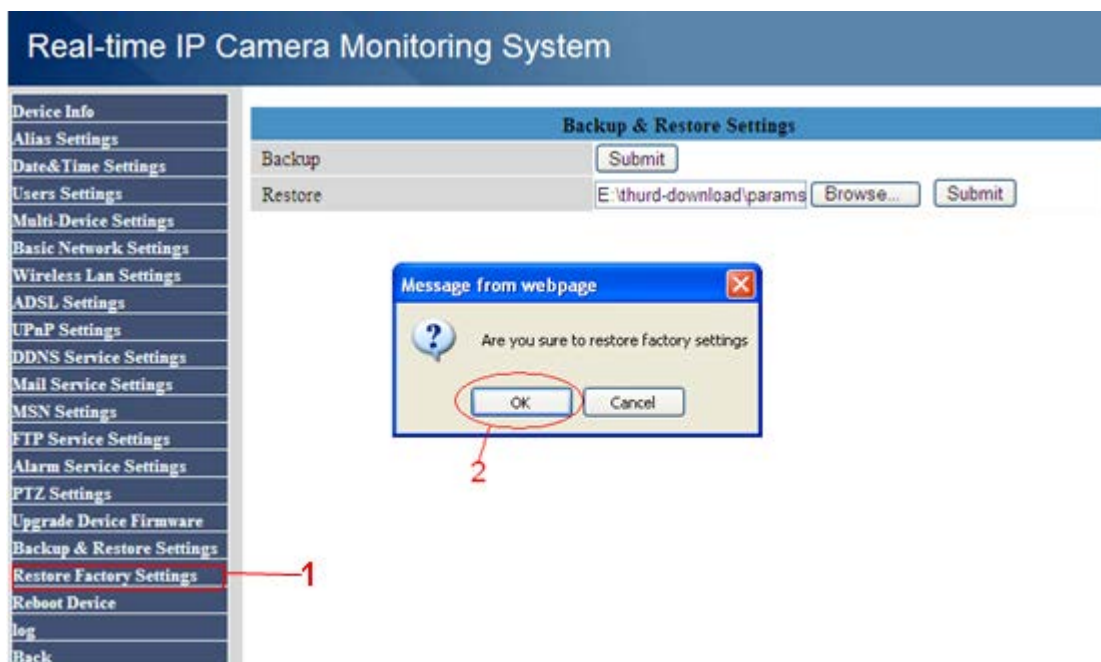 Real-time IP Camera Monitoring System
Device Info
Alias Settings
Date&Time Settings
Users Settings
Multi-Device Settings
Basic Network Settings
Wireless Lan Settings
ADSL Settings
UPnP Settings
DDNS Service Settings
Mail Service Settings
MSN Settings
FTP Service Settings
Alarm Service Settings
PTZ Settings
Upgrade Device Firmware
Backup & Restore Settings
Restore Factory Settings
Reboot Device
log
Back
1
Backup & Restore Settings
Backup Submit
Restore E:\thurd-download\params Browse... Submit
Message from webpage
? Are you sure to restore factory settings
OK Cancel
2